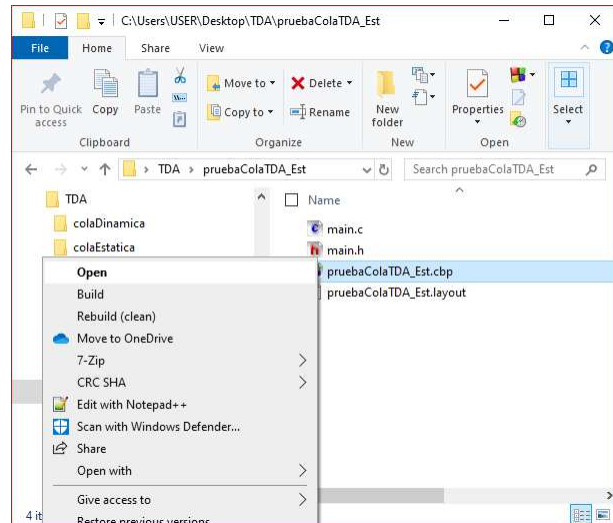 C:\Users\USER\Desktop\TDA\pruebaColaTDA_Est
File Home Share View
Pin to Quick access
Copy
Paste
Move to
Copy to
Delete
Rename
New folder
Properties
Select
Clipboard Organize New Open
TDA pruebaColaTDA_Est
Search pruebaColaTDA_Est
TDA
colaDinamica
colaEstatica
Name
main.c
main.h
pruebaColaTDA_Est.cbp
pruebaColaTDA_Est.layout
Open
Build
Rebuild (clean)
Move to OneDrive
7-Zip
CRC SHA
Edit with Notepad++
Scan with Windows Defender...
Share
Open with
Give access to
Restore previous versions
4 it